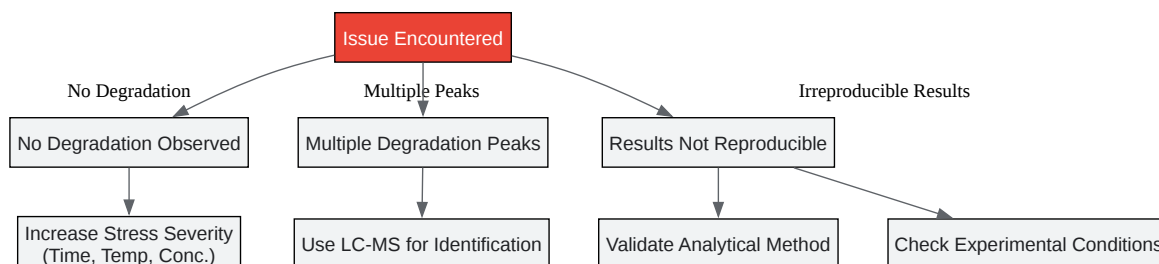 Issue Encountered
No Degradation
Multiple Peaks
Irreproducible Results
No Degradation Observed
Multiple Degradation Peaks
Results Not Reproducible
Increase Stress Severity
(Time, Temp, Conc.)
Use LC-MS for Identification
Validate Analytical Method
Check Experimental Conditions